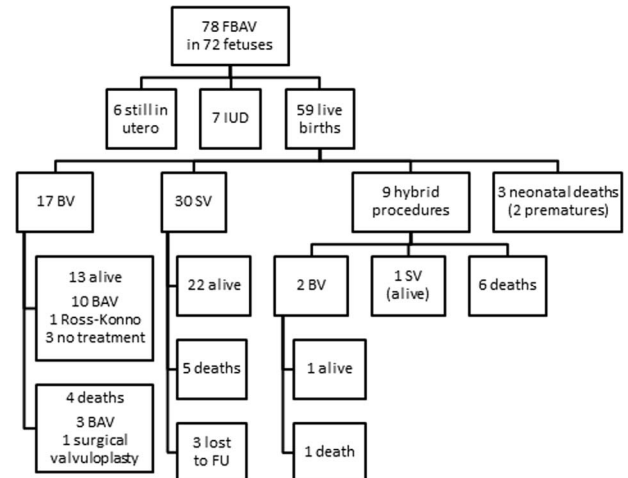 78 FBAV
in 72 fetuses
6 still in
utero
7 IUD
59 live
births
17 BV
30 SV
9 hybrid
procedures
3 neonatal deaths
(2 prematures)
13 alive
10 BAV
1 Ross-Konno
3 no treatment
4 deaths
3 BAV
1 surgical
valvuloplasty
22 alive
5 deaths
3 lost
to FU
2 BV
1 SV
(alive)
6 deaths
1 alive
1 death